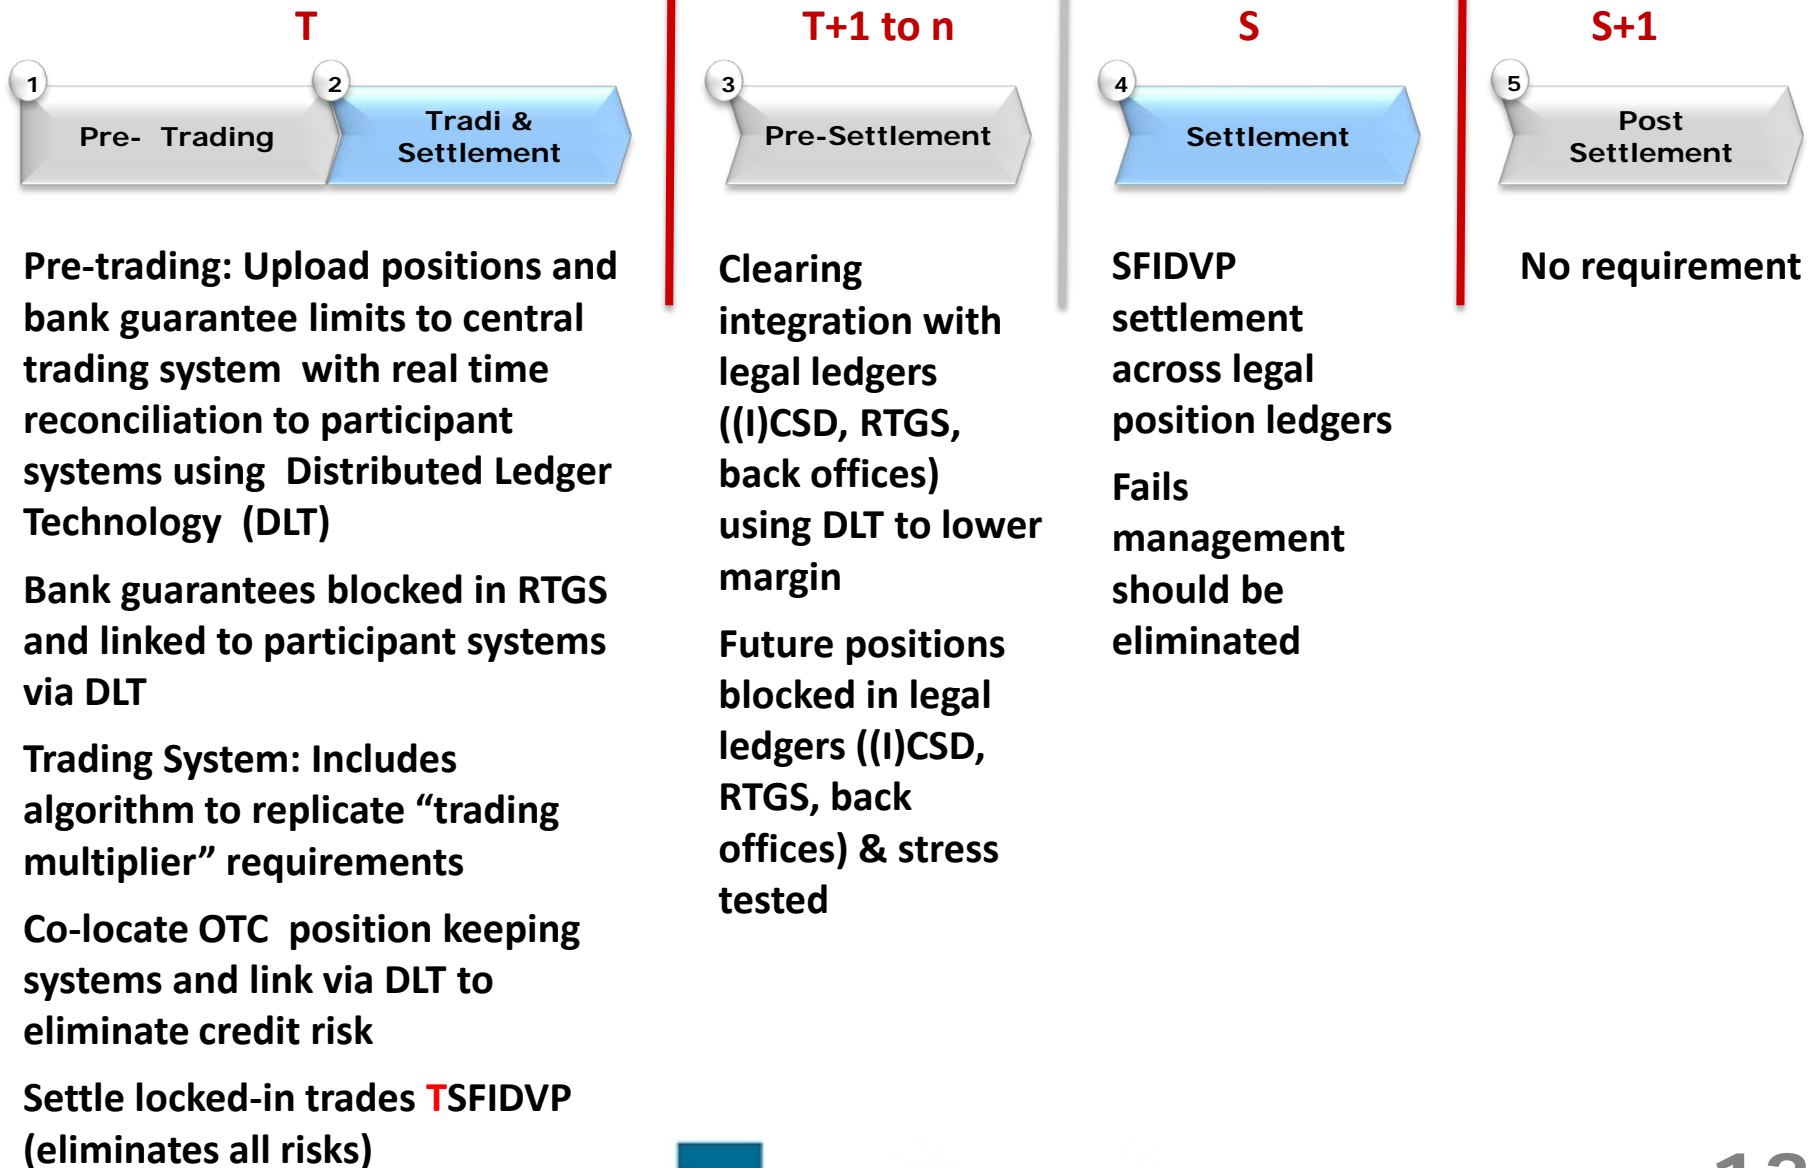 T
T+1 to n
S
S+1
1
2
3
4
5
Pre- Trading
Tradi &
Settlement
Pre-Settlement
Settlement
Post
Settlement
Pre-trading: Upload positions and
bank guarantee limits to central
trading system with real time
reconciliation to participant
systems using Distributed Ledger
Technology (DLT)
Bank guarantees blocked in RTGS
and linked to participant systems
via DLT
Trading System: Includes
algorithm to replicate “trading
multiplier” requirements
Co-locate OTC position keeping
systems and link via DLT to
eliminate credit risk
Settle locked-in trades TSFIDVP
(eliminates all risks)
Clearing
integration with
legal ledgers
((I)CSD, RTGS,
back offices)
using DLT to lower
margin
Future positions
blocked in legal
ledgers ((I)CSD,
RTGS, back
offices) & stress
tested
SFIDVP
settlement
across legal
position ledgers
Fails
management
should be
eliminated
No requirement